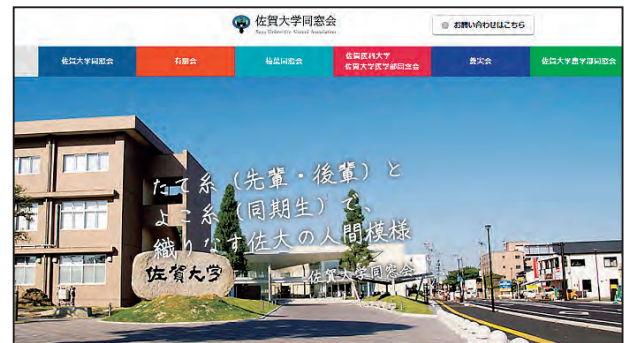 佐賀大学同窓会
Saga University Alumni Association
お問い合わせはこちら
佐賀大学同窓会
有朋会
楠葉同窓会
佐賀医科大学
佐賀大学医学部同窓会
菱実会
佐賀大学農学部同窓会
たて糸（先輩・後輩）と
よこ糸（同期生）で、
織りなす佐大の人間模様
佐賀大学
佐賀大学同窓会